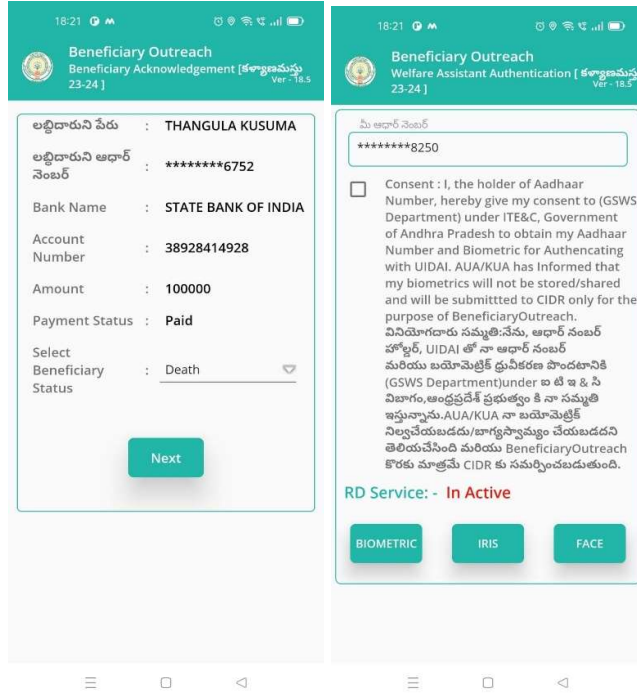 18:21
Beneficiary Outreach
Beneficiary Acknowledgement [కళ్యాణమస్తు
23-24 ]
Ver - 18.5
లబ్ధిదారుని పేరు : THANGULA KUSUMA
లబ్ధిదారుని ఆధార్
నెంబర్ : ********6752
Bank Name : STATE BANK OF INDIA
Account
Number : 38928414928
Amount : 100000
Payment Status : Paid
Select
Beneficiary : Death
Status
Next
18:21
Beneficiary Outreach
Welfare Assistant Authentication [ కళ్యాణమస్తు
23-24 ]
Ver - 18.5
మీ ఆధార్ నెంబర్
********8250
Consent : I, the holder of Aadhaar
Number, hereby give my consent to (GSWS
Department) under ITE&C, Government
of Andhra Pradesh to obtain my Aadhaar
Number and Biometric for Authencating
with UIDAI. AUA/KUA has Informed that
my biometrics will not be stored/shared
and will be submittted to CIDR only for the
purpose of BeneficiaryOutreach.
వినియోగదారు సమ్మతి:నేను, ఆధార్ నంబర్
హోల్డర్, UIDAI తో నా ఆధార్ నంబర్
మరియు బయోమెట్రిక్ ధ్రువీకరణ పొందటానికి
(GSWS Department)under ఐ టి ఇ & సి
విభాగం,ఆంధ్రప్రదేశ్ ప్రభుత్వం కి నా సమ్మతి
ఇస్తున్నాను.AUA/KUA నా బయోమెట్రిక్
నిల్వచేయబడదు/బాగ్యస్వామ్యం చేయబడదని
తెలియచేసింది మరియు BeneficiaryOutreach
కొరకు మాత్రమే CIDR కు సమర్పించబడుతుంది.
RD Service: - In Active
BIOMETRIC
IRIS
FACE